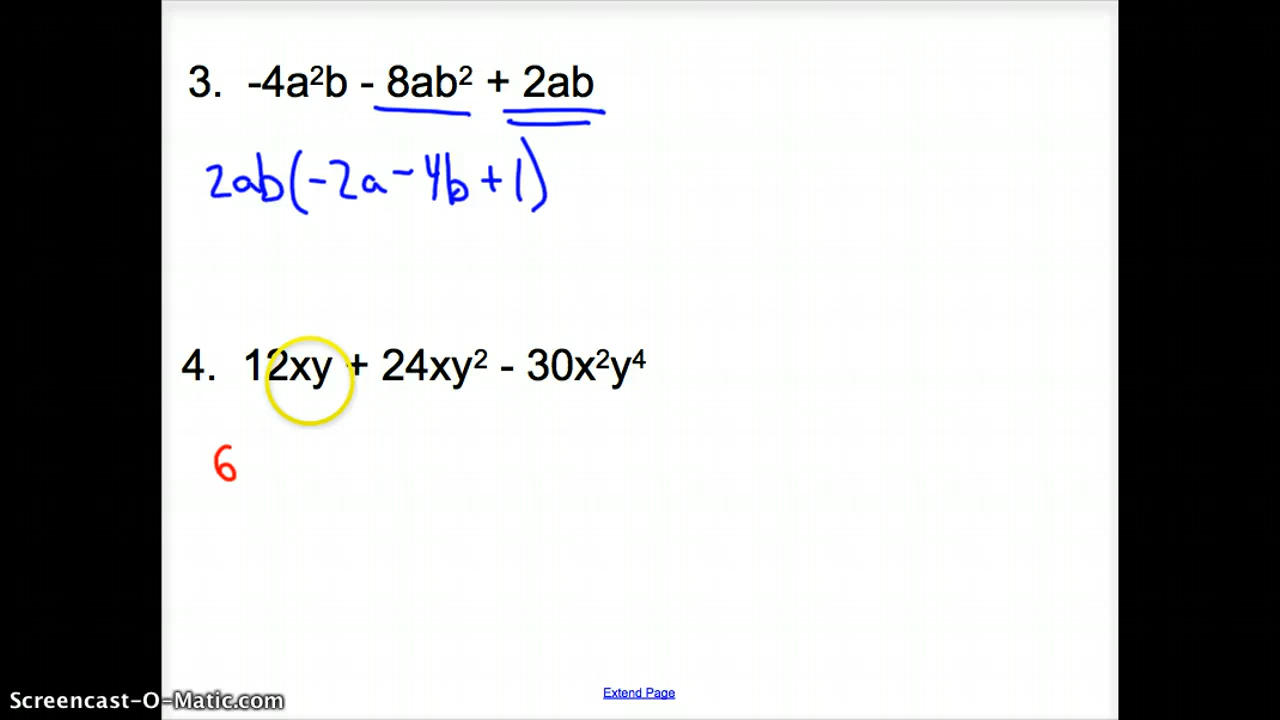 3. -4a²b - 8ab² + 2ab
2ab(-2a-4b+1)
4. 12xy + 24xy² - 30x²y⁴
6
Extend Page
Screencast-O-Matic.com